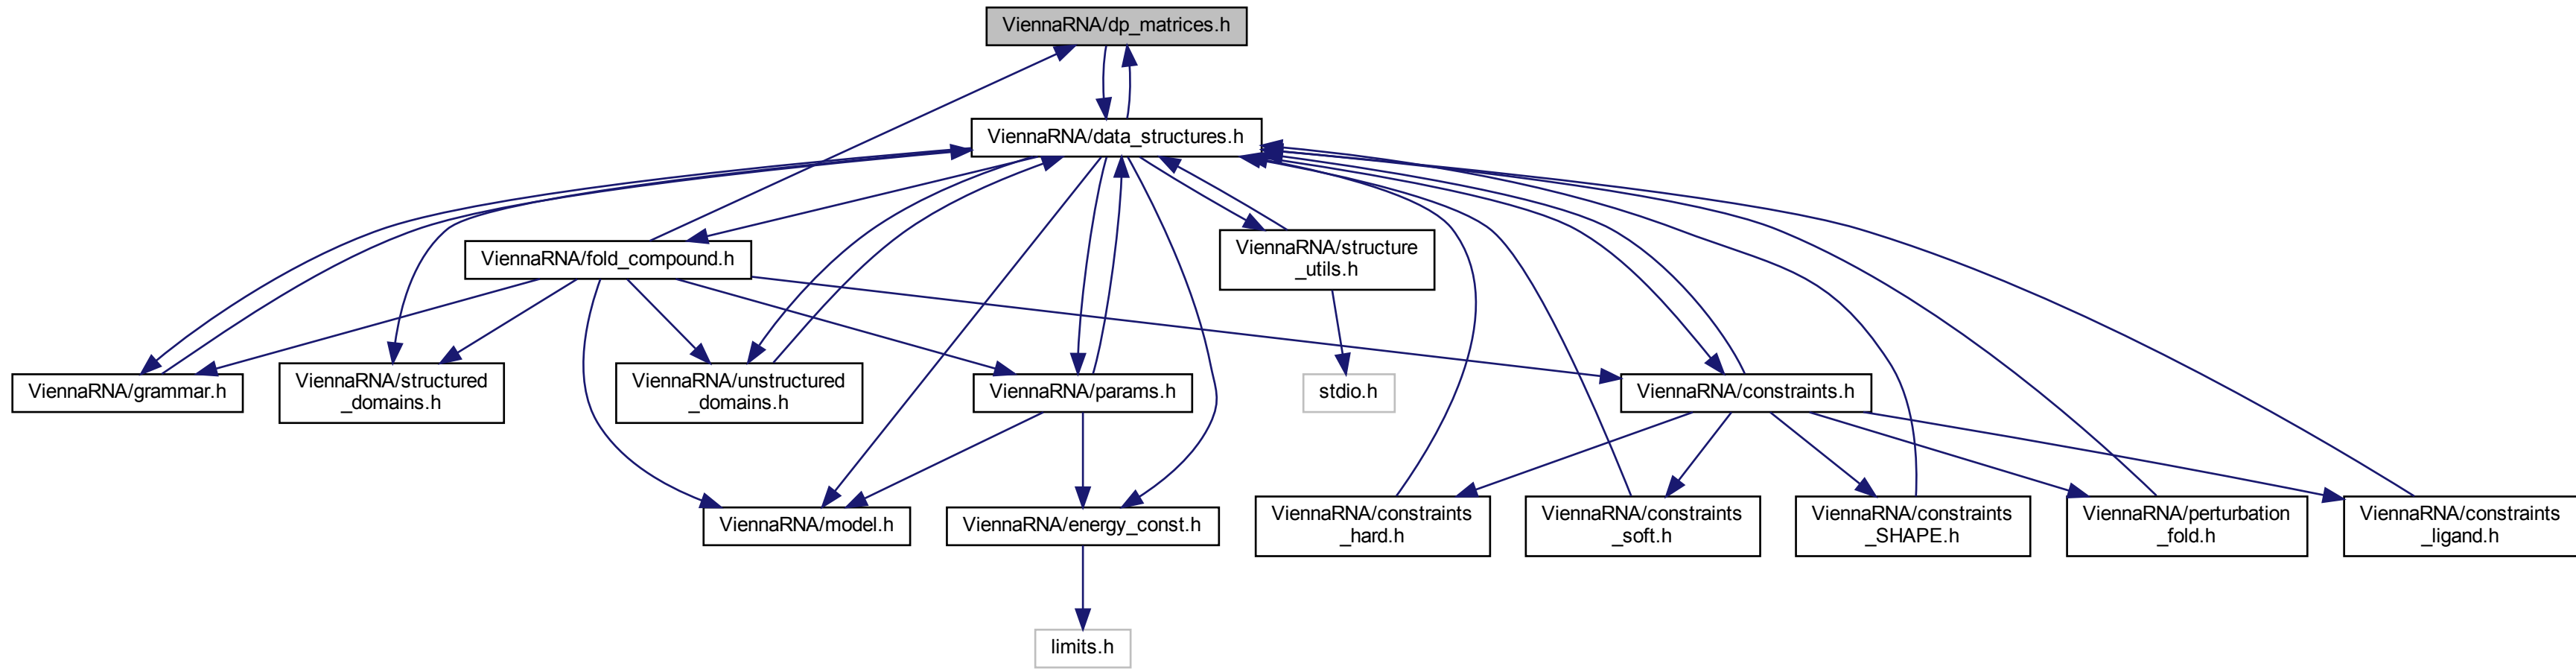 ViennaRNA/dp_matrices.h
ViennaRNA/data_structures.h
ViennaRNA/fold_compound.h
ViennaRNA/structure
_utils.h
ViennaRNA/grammar.h
ViennaRNA/structured
_domains.h
ViennaRNA/unstructured
_domains.h
ViennaRNA/params.h
stdio.h
ViennaRNA/constraints.h
ViennaRNA/model.h
ViennaRNA/energy_const.h
ViennaRNA/constraints
_hard.h
ViennaRNA/constraints
_soft.h
ViennaRNA/constraints
_SHAPE.h
ViennaRNA/perturbation
_fold.h
ViennaRNA/constraints
_ligand.h
limits.h